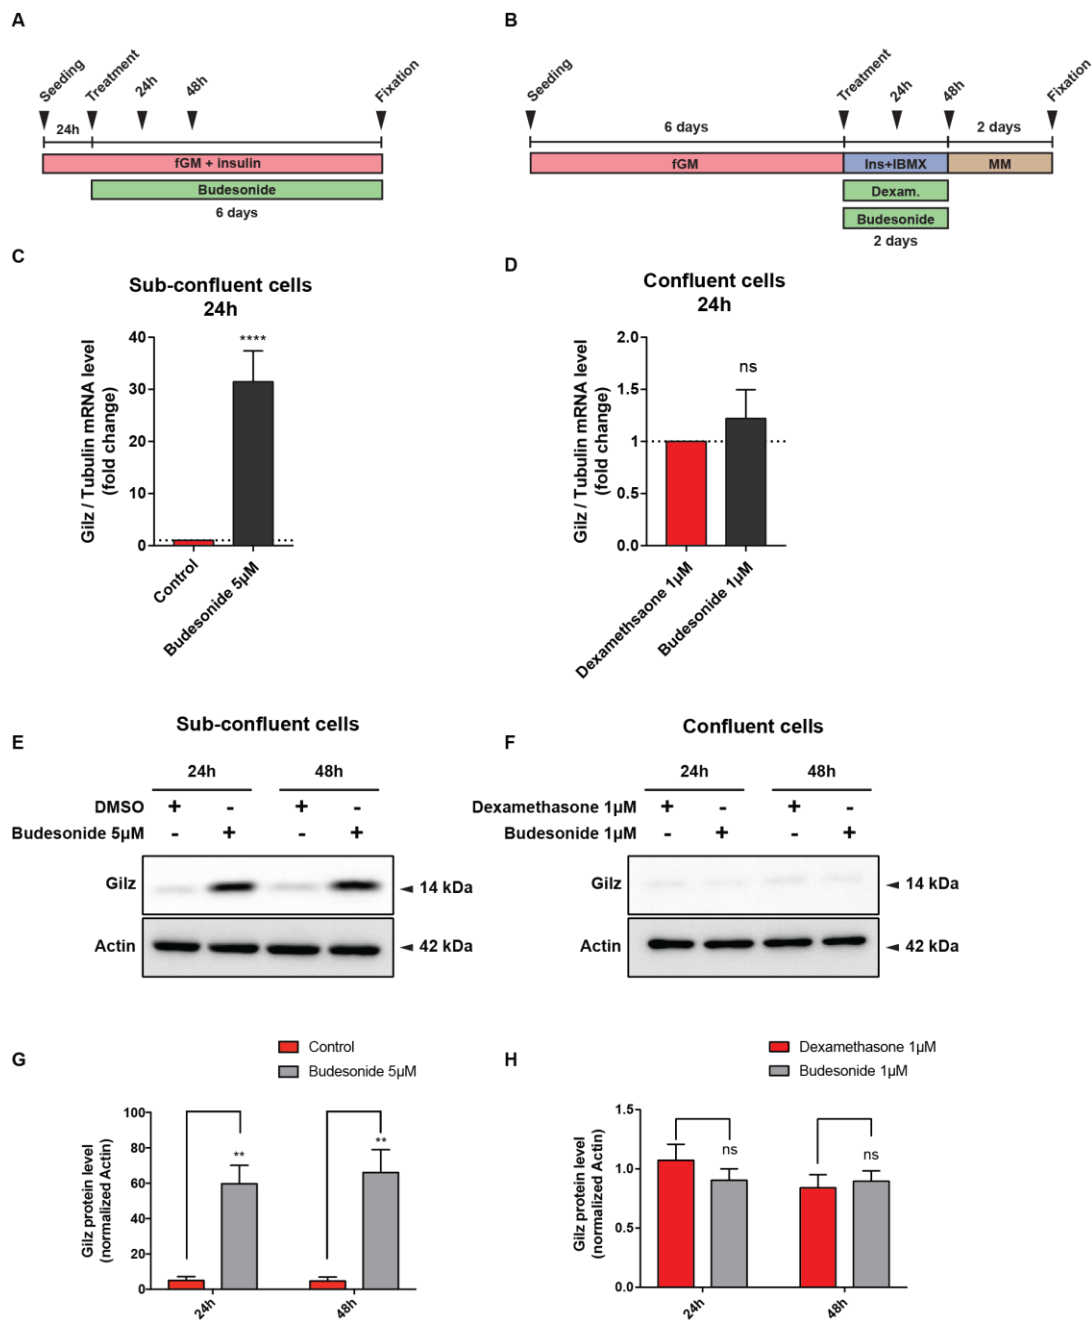 A
Seeding
Treatment
24h
48h
Fixation
24h
fGM + insulin
Budesonide
6 days
B
Seeding
Treatment
24h
48h
Fixation
6 days
2 days
fGM
Ins+IBMX
MM
Dexam.
Budesonide
2 days
C
Sub-confluent cells
24h
Gilz / Tubulin mRNA level
(fold change)
40
30
20
10
0
****
Control
Budesonide 5µM
D
Confluent cells
24h
Gilz / Tubulin mRNA level
(fold change)
2.0
1.5
1
0.5
0.0
ns
Dexamethsaone 1µM
Budesonide 1µM
Sub-confluent cells
E
24h
48h
DMSO + - + -
Budesonide 5µM - + - +
Gilz
14 kDa
Actin
42 kDa
Confluent cells
F
24h
48h
Dexamethasone 1µM + - + -
Budesonide 1µM - + - +
Gilz
14 kDa
Actin
42 kDa
G
Control
Budesonide 5µM
Gilz protein level
(normalized Actin)
100
80
60
40
20
0
**
**
24h
48h
H
Dexamethasone 1µM
Budesonide 1µM
Gilz protein level
(normalized Actin)
1.5
1.0
0.5
0.0
ns
ns
24h
48h